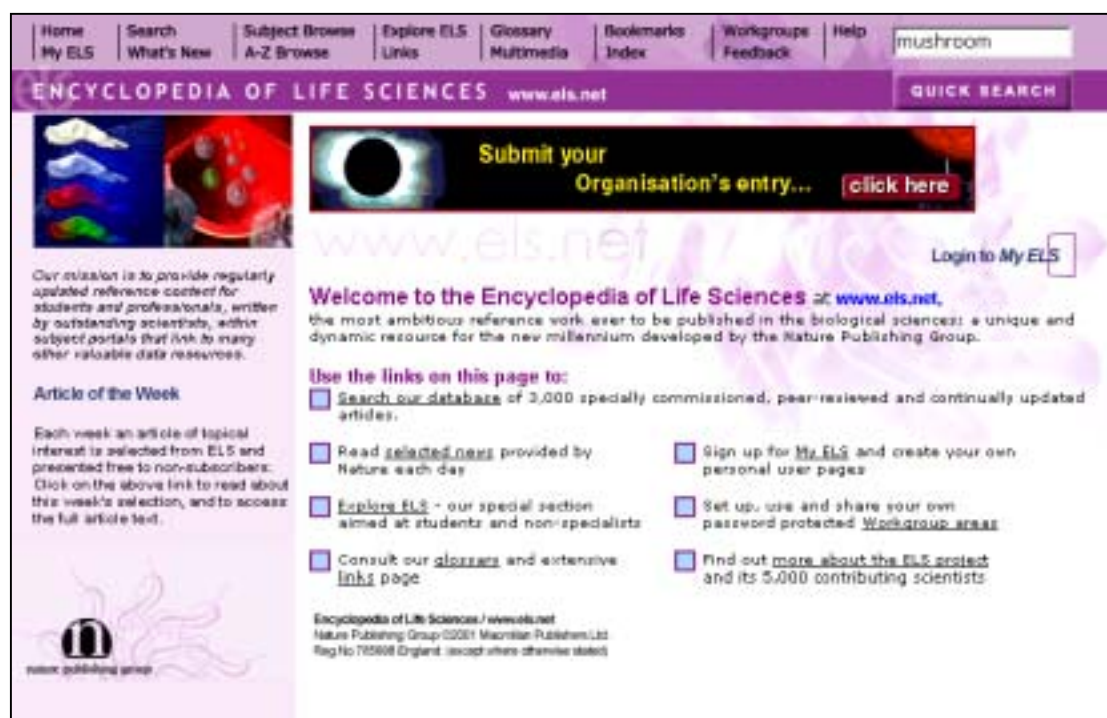 Home Search Subject Browse Explore ELS Glossary Bookmarks Workgroups Help
My ELS What's New A-Z Browse Links Multimedia Index Feedback
mushroom
els
ENCYCLOPEDIA OF LIFE SCIENCES www.els.net
QUICK SEARCH
Submit your
Organisation's entry...
click here
www.els.net
Login to My ELS
Our mission is to provide regularly
updated reference content for
students and professionals, written
by outstanding scientists, within
subject portals that link to many
other valuable data resources.
Article of the Week
Each week an article of topical
interest is selected from ELS and
presented free to non-subscribers.
Click on the above link to read about
this week's selection, and to access
the full article text.
n
nature publishing group
Welcome to the Encyclopedia of Life Sciences at www.els.net,
the most ambitious reference work ever to be published in the biological sciences: a unique and
dynamic resource for the new millennium developed by the Nature Publishing Group.
Use the links on this page to:
Search our database of 3,000 specially commissioned, peer-reviewed and continually updated
articles.
Read selected news provided by
Nature each day
Sign up for My ELS and create your own
personal user pages
Explore ELS - our special section
aimed at students and non-specialists
Set up, use and share your own
password protected Workgroup areas
Consult our glossary and extensive
links page
Find out more about the ELS project
and its 5,000 contributing scientists
Encyclopedia of Life Sciences / www.els.net
Nature Publishing Group ©2001 Macmillan Publishers Ltd
Reg No 785998 England (except where otherwise stated)